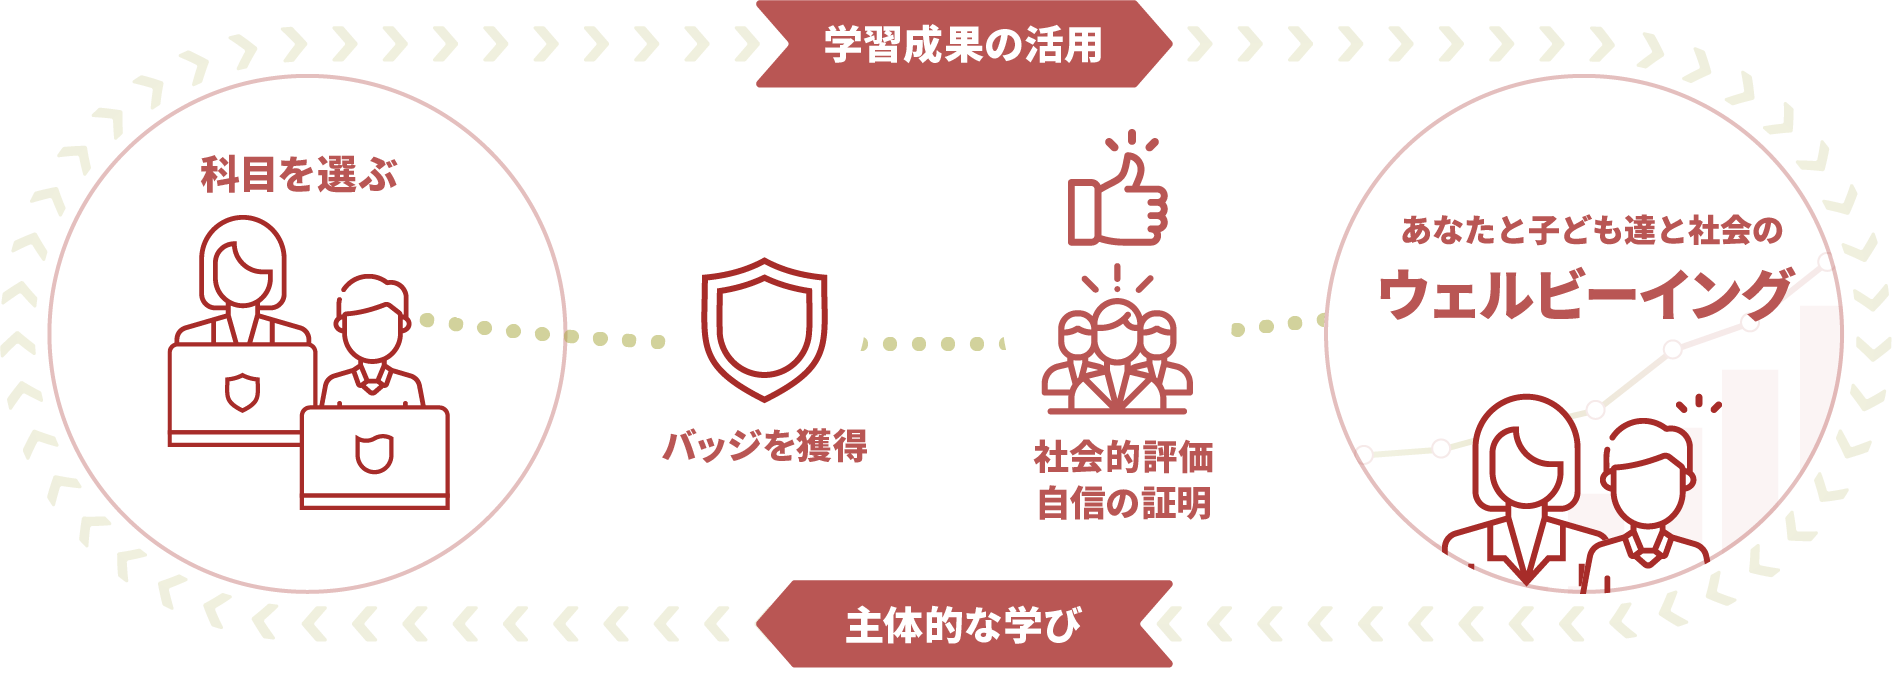 学習成果の活用
科目を選ぶ
バッジを獲得
社会的評価
自信の証明
あなたと子ども達と社会の
ウェルビーイング
主体的な学び